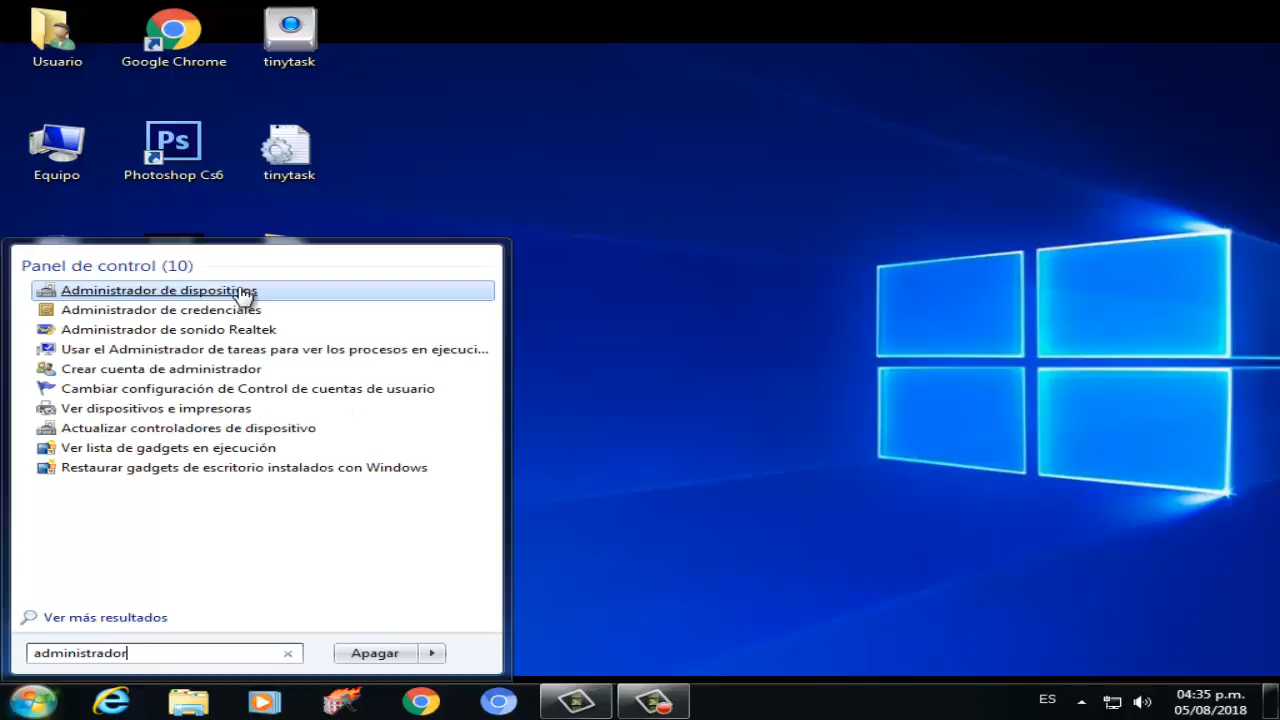 Usuario
Google Chrome
tinytask
Ps
Equipo
Photoshop Cs6
tinytask
Panel de control (10)
Administrador de dispositivos
Administrador de credenciales
Administrador de sonido Realtek
Usar el Administrador de tareas para ver los procesos en ejecuci...
Crear cuenta de administrador
Cambiar configuración de Control de cuentas de usuario
Ver dispositivos e impresoras
Actualizar controladores de dispositivo
Ver lista de gadgets en ejecución
Restaurar gadgets de escritorio instalados con Windows
Ver más resultados
administrador
Apagar
ES
04:35 p.m.
05/08/2018